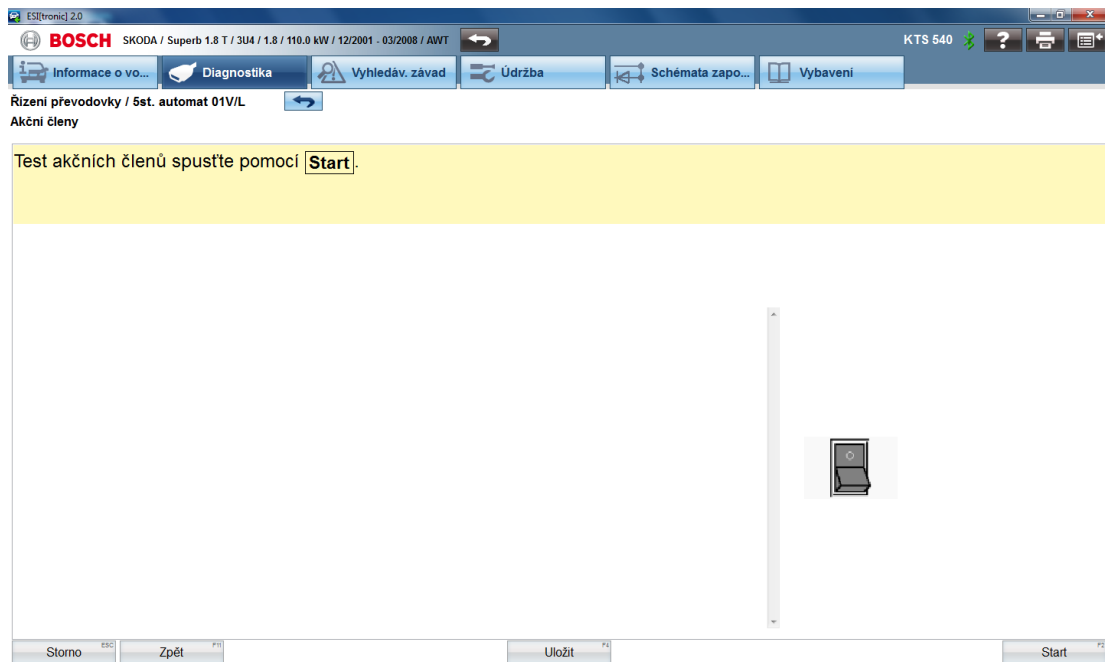 ESI[tronic] 2.0
BOSCH SKODA / Superb 1.8 T / 3U4 / 1.8 / 110.0 kW / 12/2001 - 03/2008 / AWT KTS 540 ?
Informace o vo... Diagnostika Vyhledáv. závad Údržba Schémata zapo... Vybavení
Řízení převodovky / 5st. automat 01V/L
Akční členy
Test akčních členů spusťte pomocí Start.
Storno ESC Zpět F11 Uložit F4 Start F2